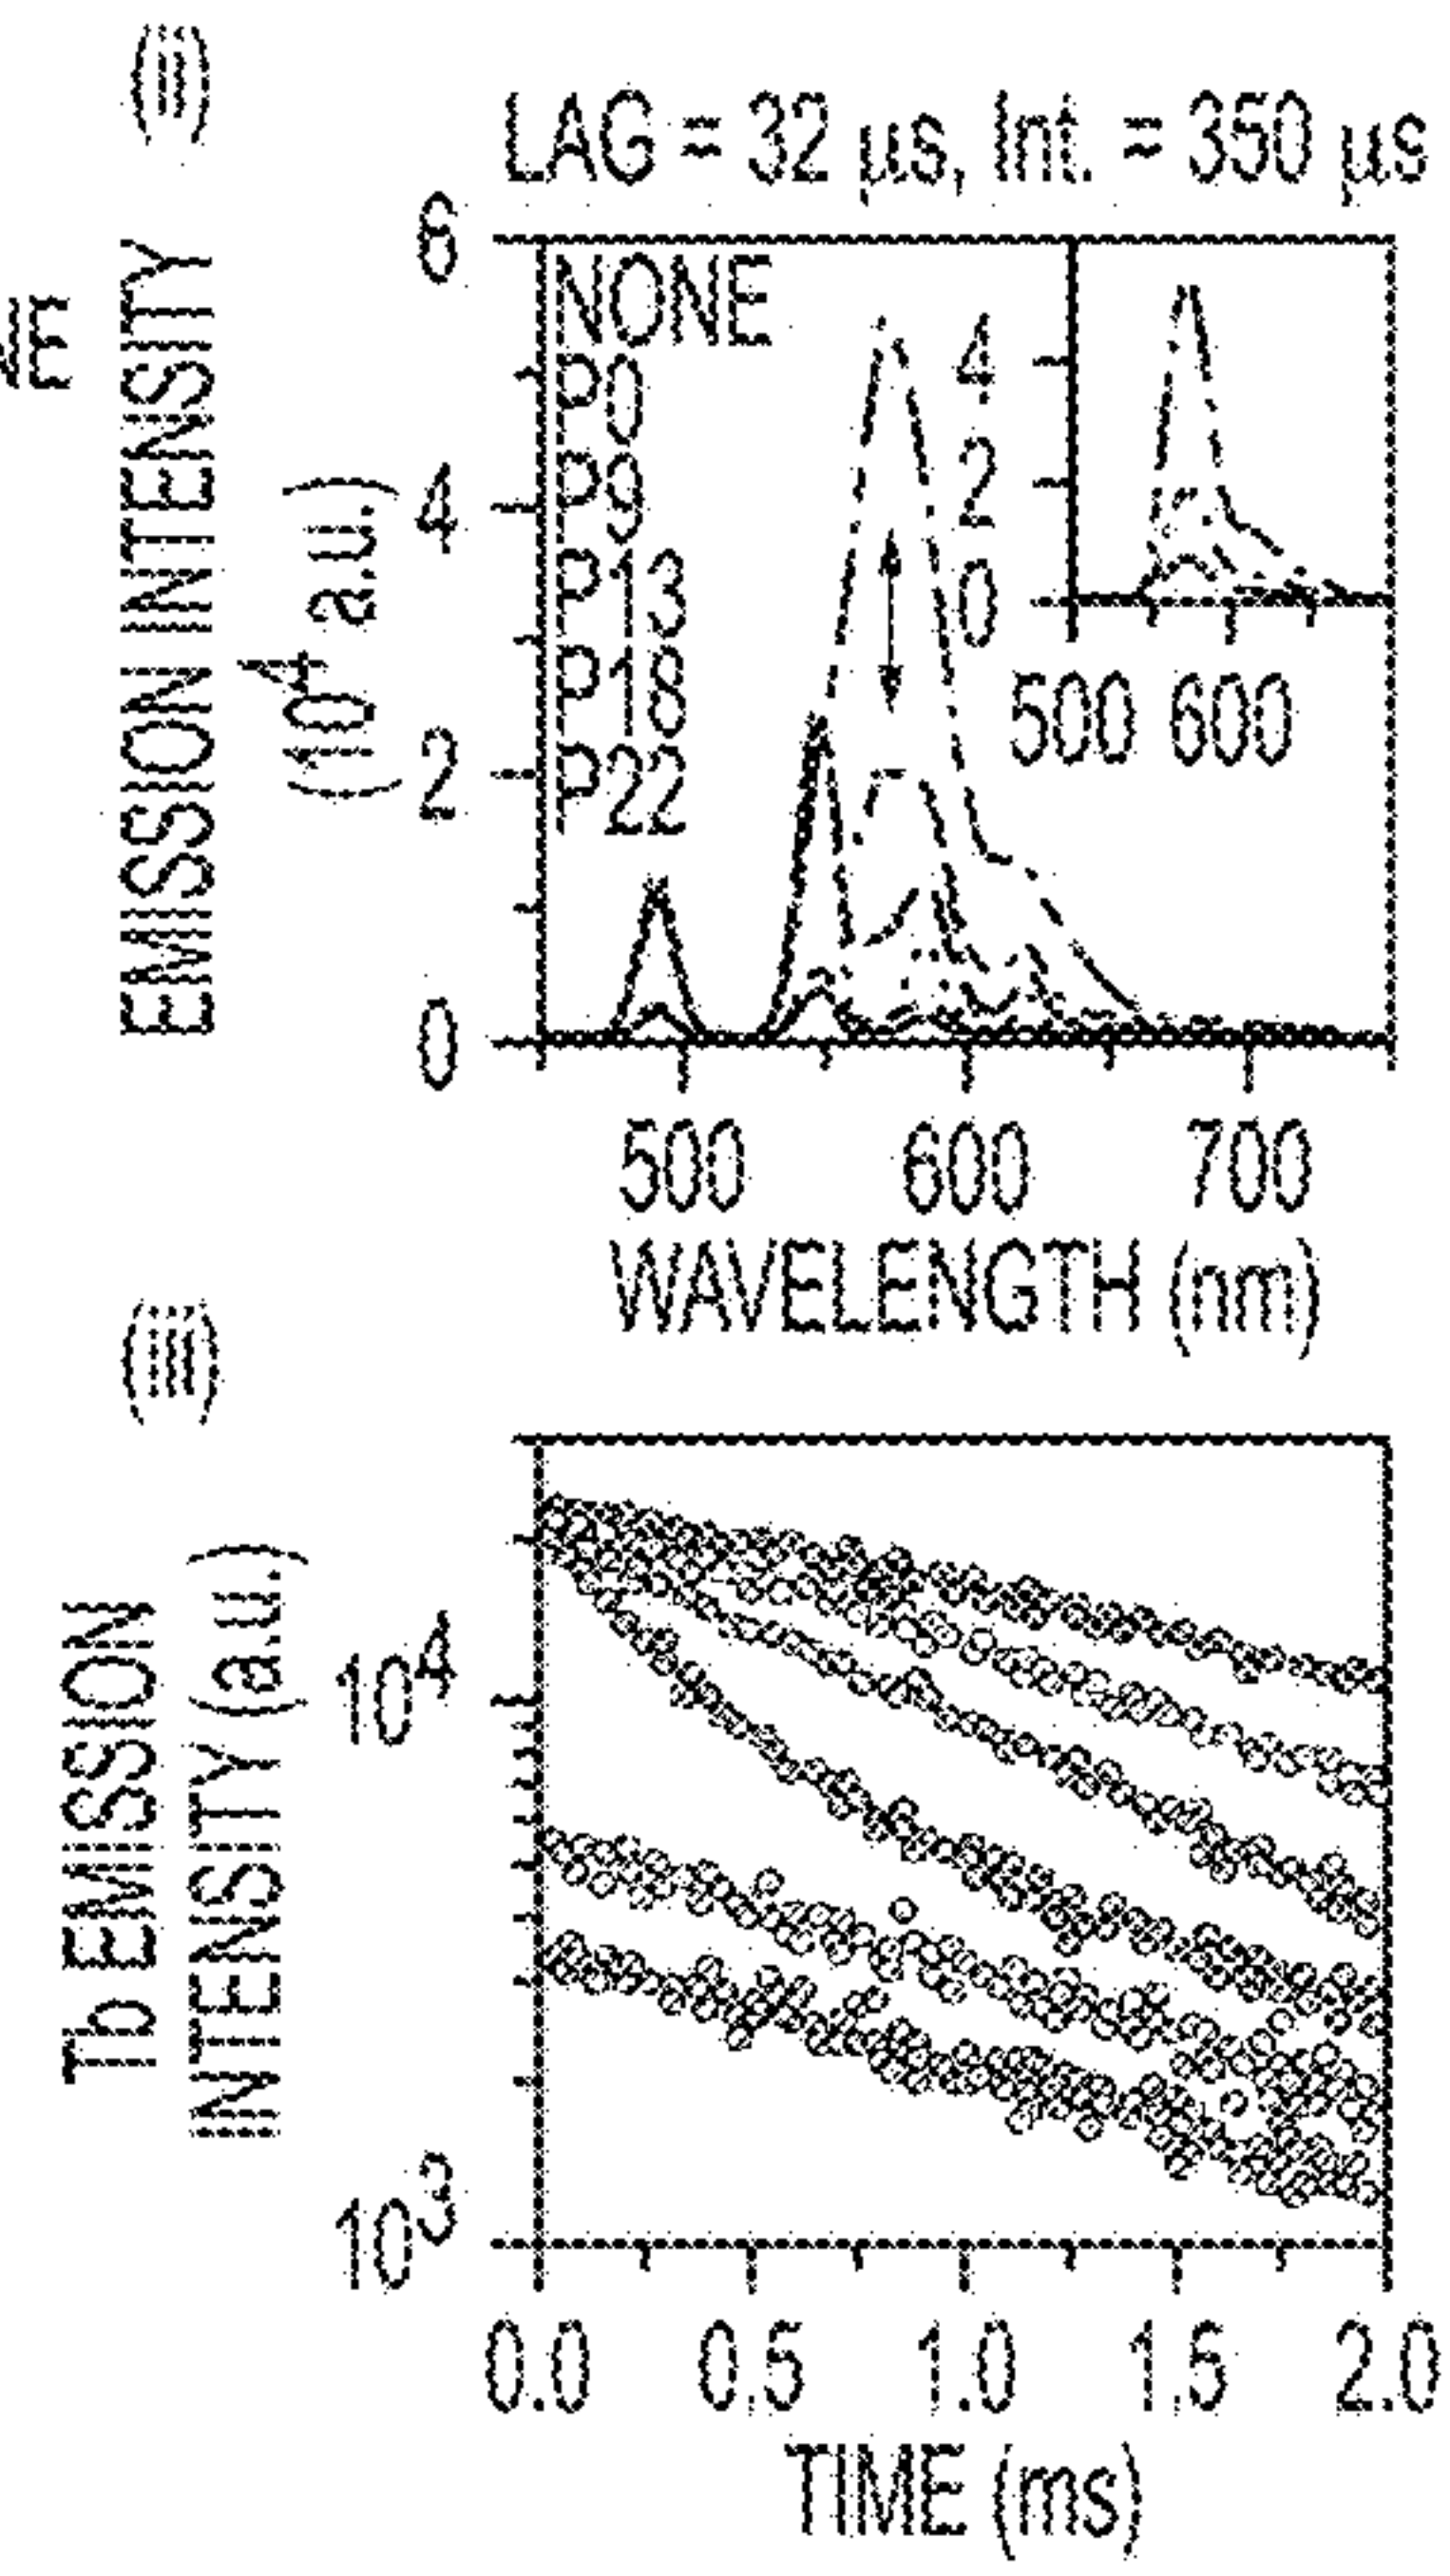 (ii)
LAG = 32 µs, Int. = 350 µs
EMISSION INTENSITY
(10⁴ a.u.)
6
4
2
0
NONE
P0
P9
P13
P18
P22
4
2
0
500 600
500 600 700
WAVELENGTH (nm)
(iii)
Tb EMISSION
INTENSITY (a.u.)
10⁴
10³
0.0 0.5 1.0 1.5 2.0
TIME (ms)